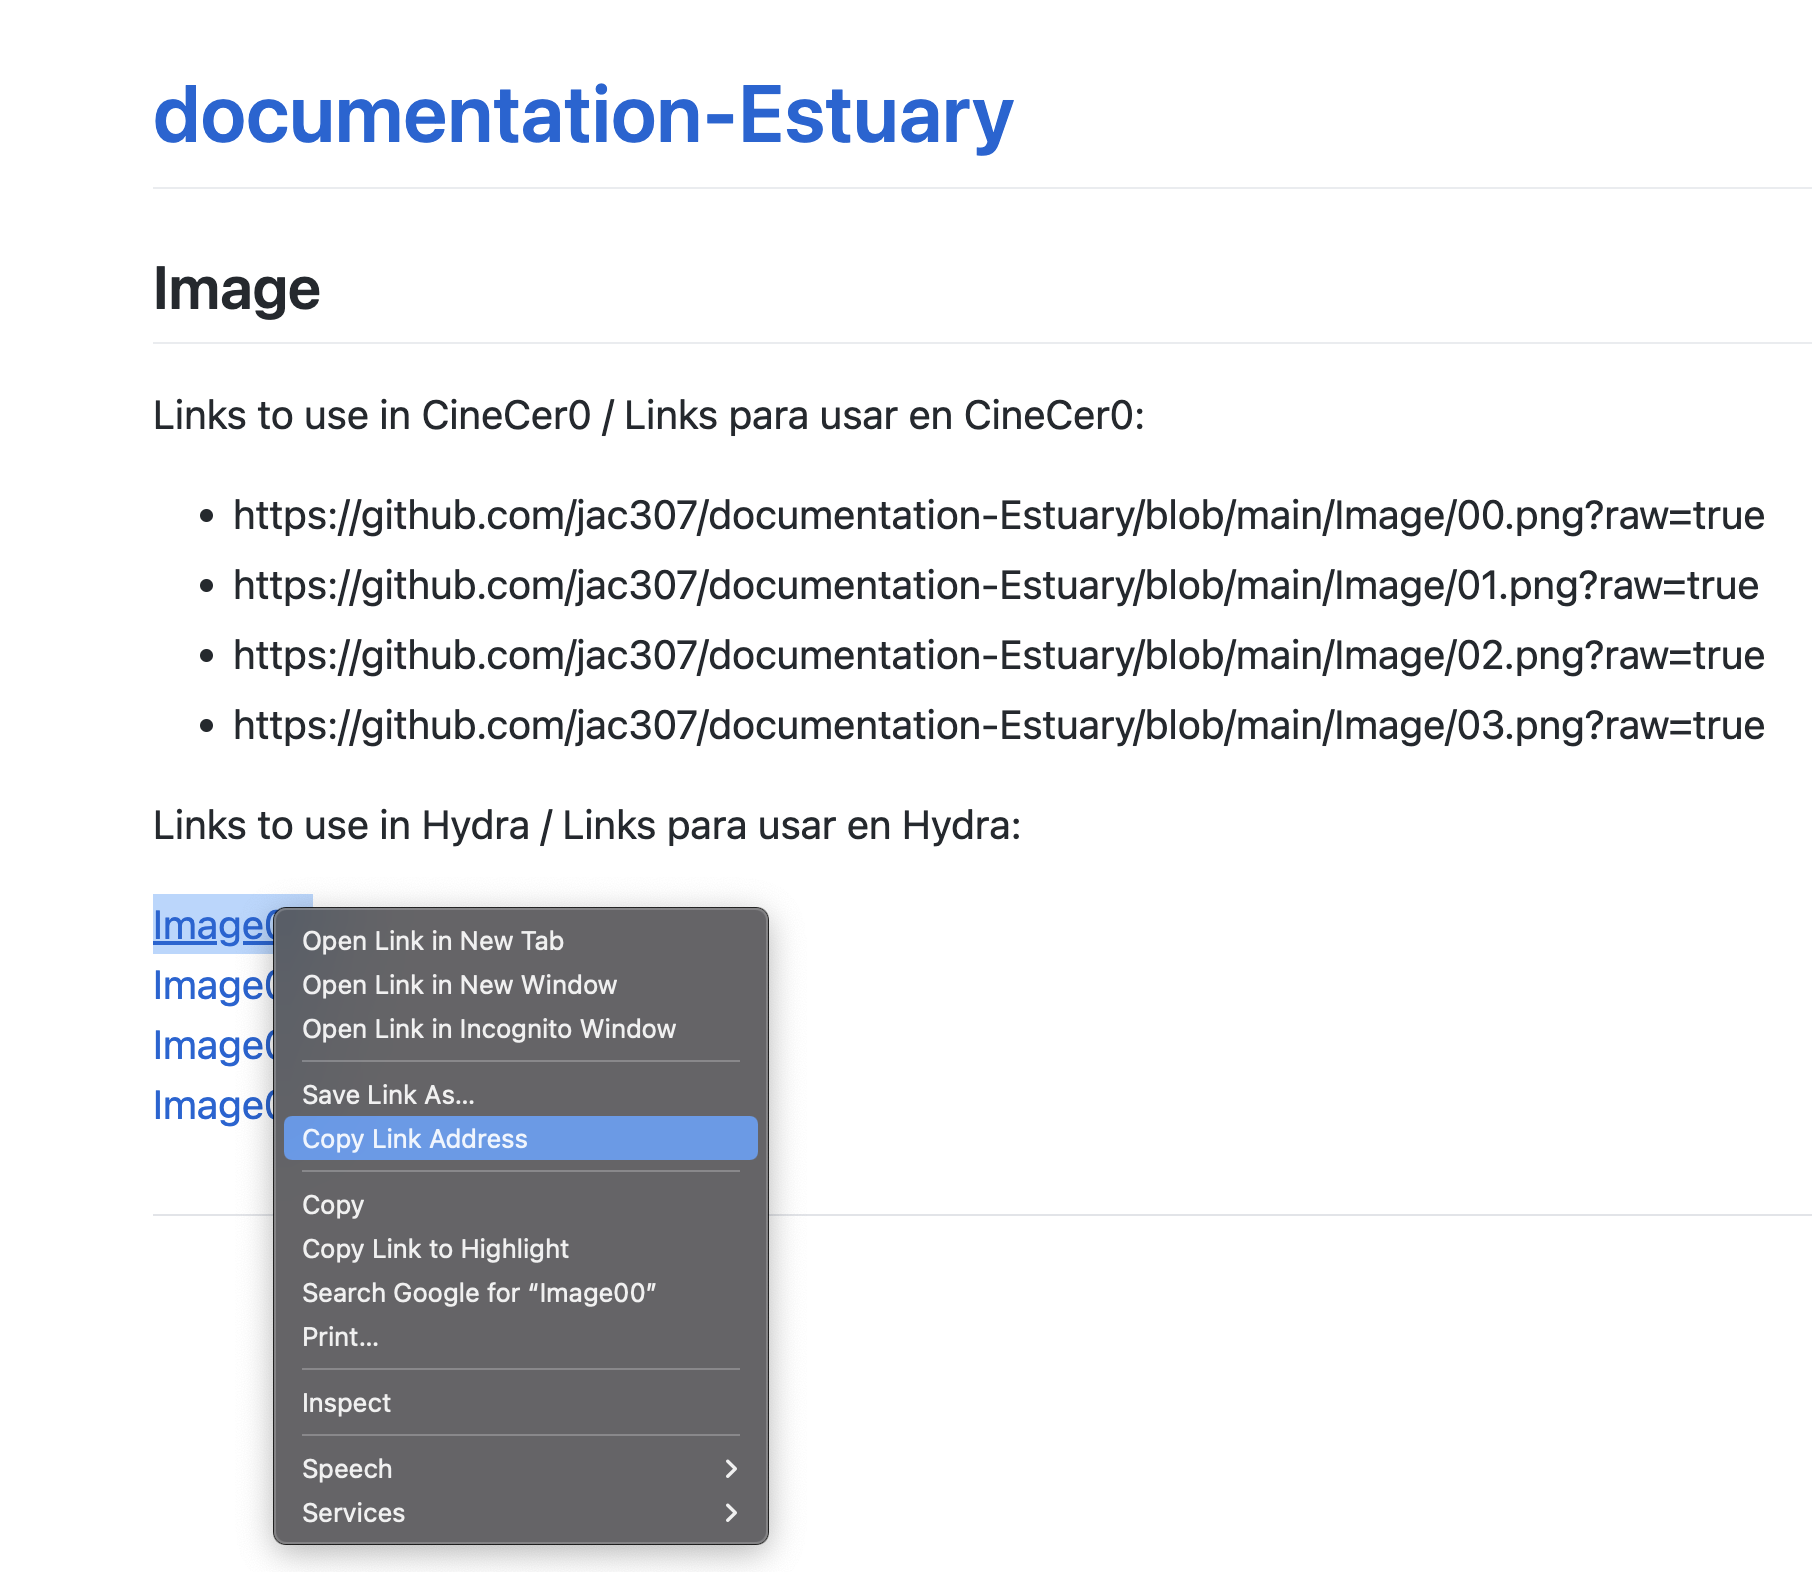 documentation-Estuary
Image
Links to use in CineCer0 / Links para usar en CineCer0:
https://github.com/jac307/documentation-Estuary/blob/main/Image/00.png?raw=true
https://github.com/jac307/documentation-Estuary/blob/main/Image/01.png?raw=true
https://github.com/jac307/documentation-Estuary/blob/main/Image/02.png?raw=true
https://github.com/jac307/documentation-Estuary/blob/main/Image/03.png?raw=true
Links to use in Hydra / Links para usar en Hydra:
Image
Image
Image
Image
Open Link in New Tab
Open Link in New Window
Open Link in Incognito Window
Save Link As...
Copy Link Address
Copy
Copy Link to Highlight
Search Google for “Image00”
Print...
Inspect
Speech
Services